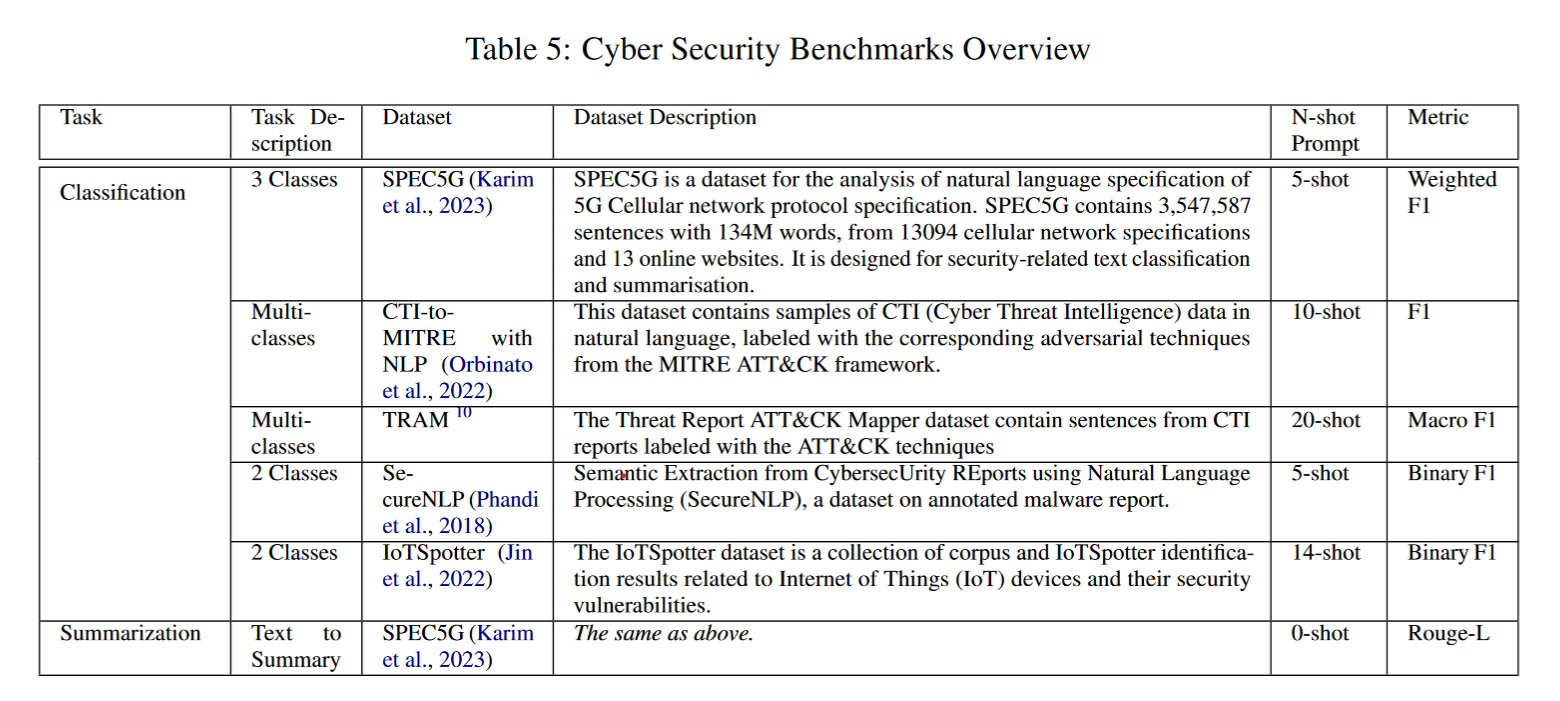 Table 5: Cyber Security Benchmarks Overview
Task
Task De-
scription
Dataset
Dataset Description
N-shot
Prompt
Metric
Classification
3 Classes
SPEC5G (Karim
et al., 2023)
SPEC5G is a dataset for the analysis of natural language specification of
5G Cellular network protocol specification. SPEC5G contains 3,547,587
sentences with 134M words, from 13094 cellular network specifications
and 13 online websites. It is designed for security-related text classification
and summarisation.
5-shot
Weighted
F1
Multi-
classes
CTI-to-
MITRE with
NLP (Orbinato
et al., 2022)
This dataset contains samples of CTI (Cyber Threat Intelligence) data in
natural language, labeled with the corresponding adversarial techniques
from the MITRE ATT&CK framework.
10-shot
F1
Multi-
classes
TRAM 10
The Threat Report ATT&CK Mapper dataset contain sentences from CTI
reports labeled with the ATT&CK techniques
20-shot
Macro F1
2 Classes
Se-
cureNLP (Phandi
et al., 2018)
Semantic Extraction from CybersecUrity REports using Natural Language
Processing (SecureNLP), a dataset on annotated malware report.
5-shot
Binary F1
2 Classes
IoTSpotter (Jin
et al., 2022)
The IoTSpotter dataset is a collection of corpus and IoTSpotter identifica-
tion results related to Internet of Things (IoT) devices and their security
vulnerabilities.
14-shot
Binary F1
Summarization
Text to
Summary
SPEC5G (Karim
et al., 2023)
The same as above.
0-shot
Rouge-L